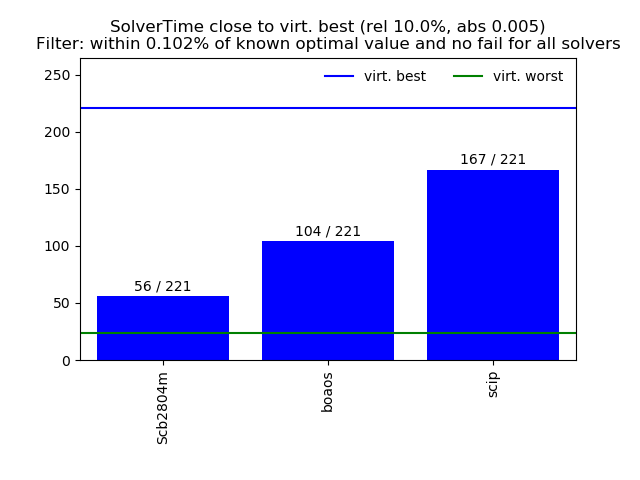 SolverTime close to virt. best (rel 10.0%, abs 0.005)
Filter: within 0.102% of known optimal value and no fail for all solvers
virt. best
virt. worst
250
200
150
100
50
0
56 / 221
104 / 221
167 / 221
Scb2804m
boaos
scip